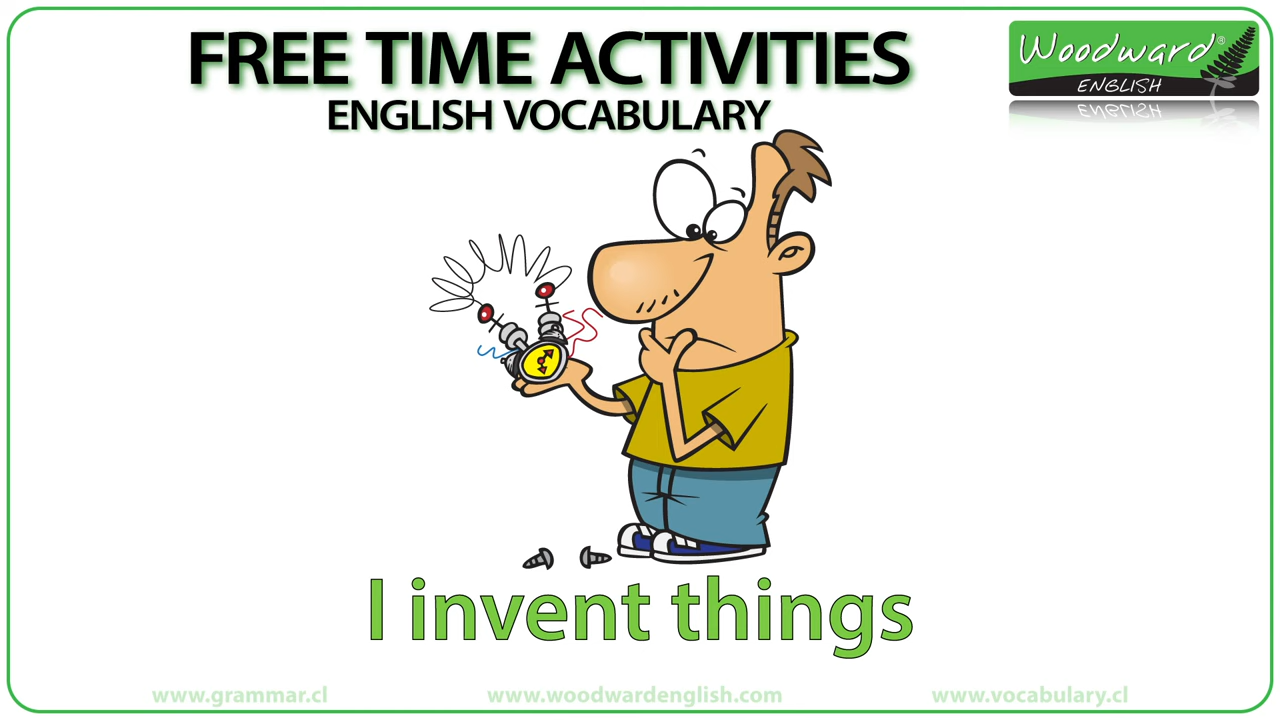 FREE TIME ACTIVITIES
ENGLISH VOCABULARY
Woodward®
ENGLISH
I invent things
www.grammar.cl
www.woodwardenglish.com
www.vocabulary.cl